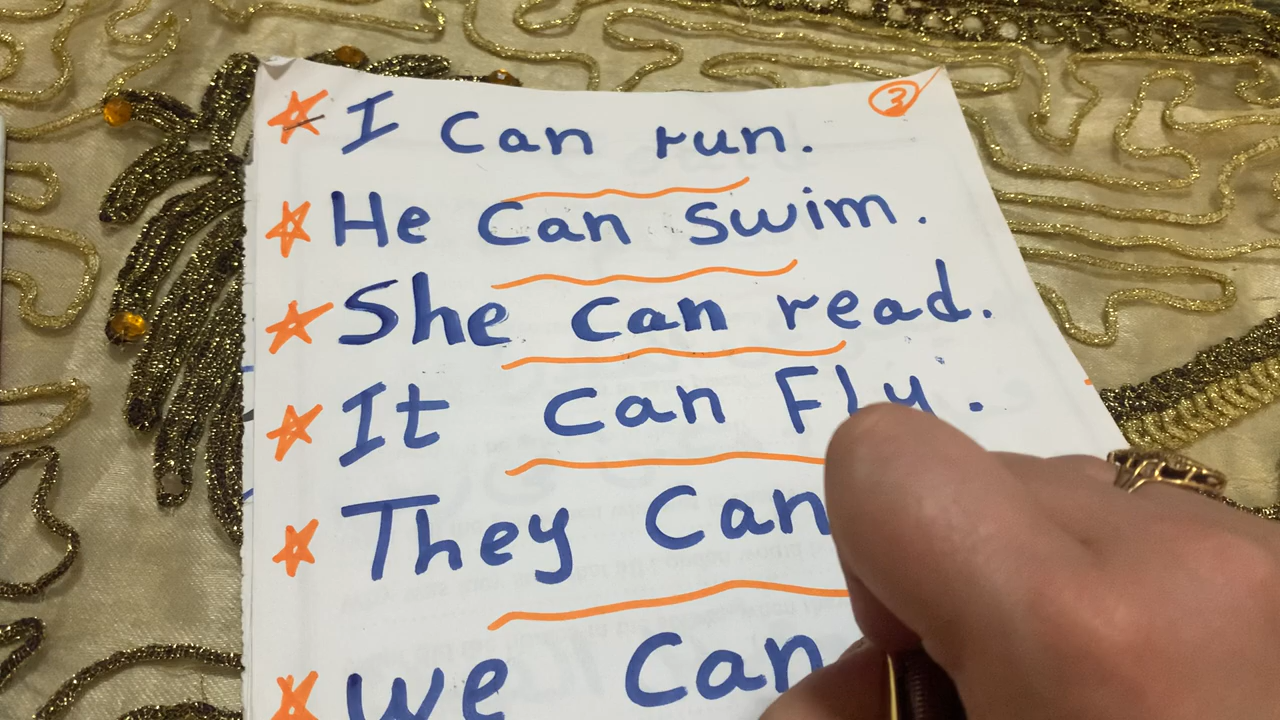 3
I can run.
He can swim.
She can read.
It can Fly.
They Can
we Can